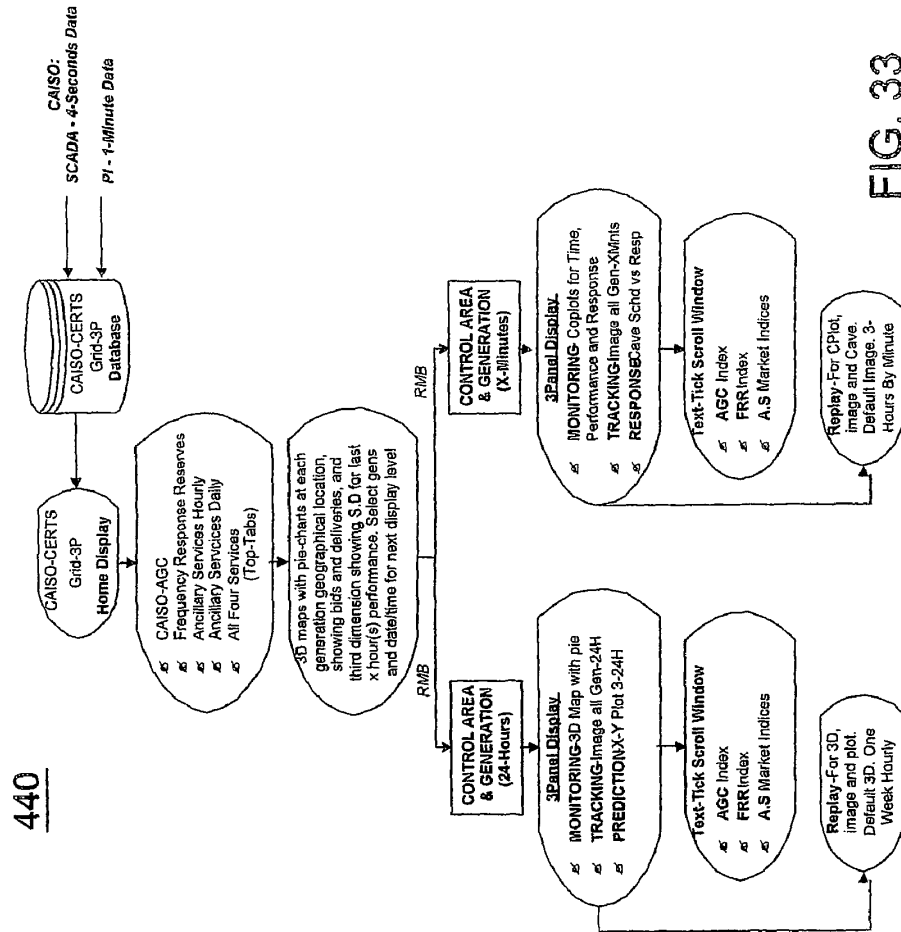 440
CAISO:
SCADA - 4-Seconds Data
PI - 1-Minute Data
CAISO-CERTS
Grid-3P
Database
CAISO-CERTS
Grid-3P
Home Display
CAISO-AGC
Frequency Response Reserves
Ancillary Services Hourly
Ancillary Servcices Daily
All Four Services
(Top-Tabs)
3D maps with pie-charts at each
generation geographical location,
showing bids and deliveries, and
third dimension showing S.D for last
x hour(s) performance. Select gens
and date/time for next display level
RMB
RMB
CONTROL AREA
& GENERATION
(24-Hours)
3Panel Display
MONITORING-3D Map with pie
TRACKING-Image all Gen-24H
PREDICTIONX-Y Plot 3-24H
Text-Tick Scroll Window
AGC Index
FRR Index
A.S Market Indices
Replay-For 3D,
image and plot.
Default 3D. One
Week Hourly
CONTROL AREA
& GENERATION
(X-Minutes)
3Panel Display
MONITORING- Coplots for Time,
Performance and Response
TRACKING-Image all Gen-XMnts
RESPONSECave Schd vs Resp
Text-Tick Scroll Window
AGC Index
FRR Index
A.S Market Indices
Replay-For CPlot,
image and Cave.
Default Image. 3-
Hours By Minute
FIG. 33